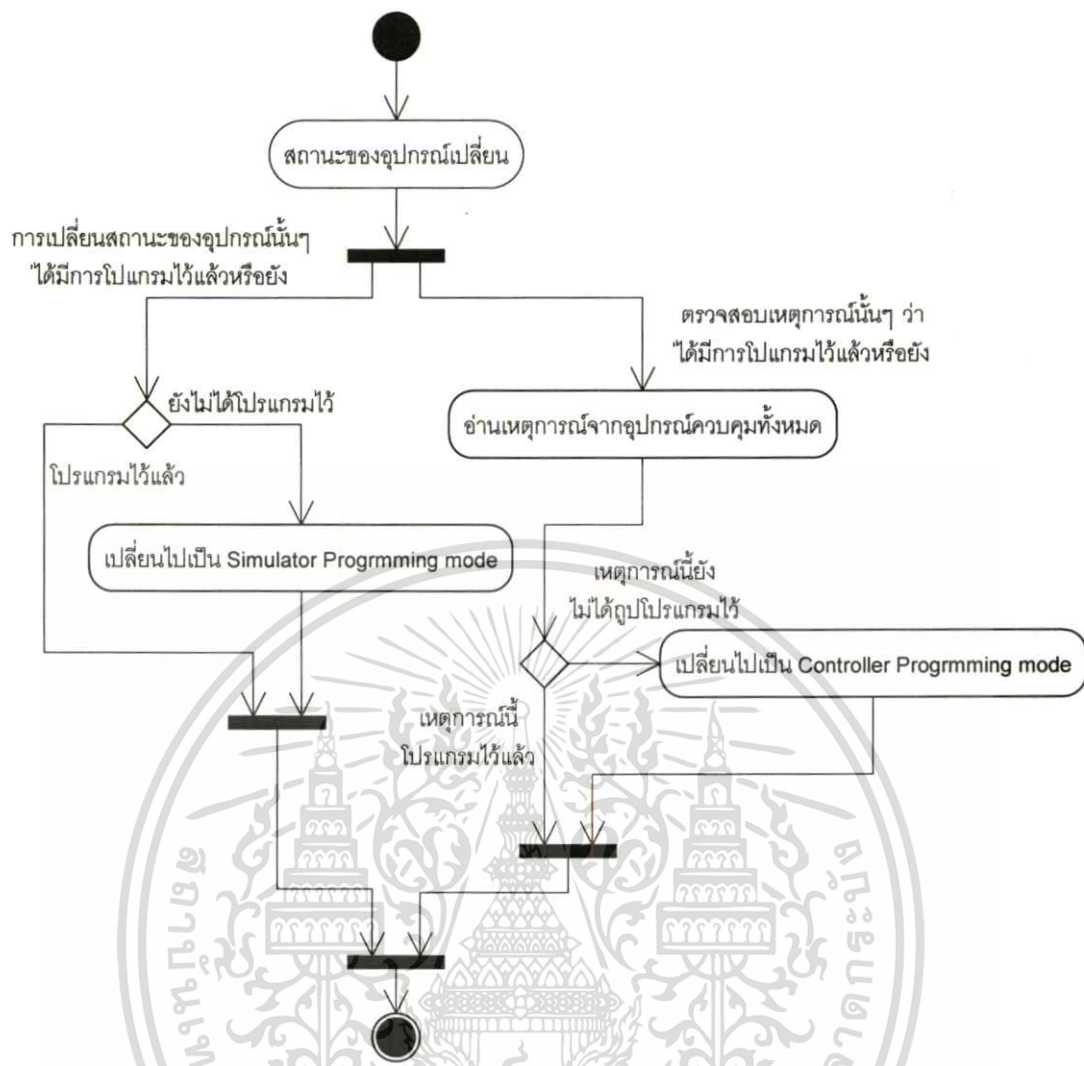 สถานะของอุปกรณ์เปลี่ยน
การเปลี่ยนสถานะของอุปกรณ์นั้นๆ
ได้มีการโปแกรมไว้แล้วหรือยัง
ตรวจสอบเหตุการณ์นั้นๆ ว่า
ได้มีการโปแกรมไว้แล้วหรือยัง
ยังไม่ได้โปรแกรมไว้
อ่านเหตุการณ์จากอุปกรณ์ควบคุมทั้งหมด
โปรแกรมไว้แล้ว
เปลี่ยนไปเป็น Simulator Progrmming mode
เหตุการณ์นี้ยัง
ไม่ได้ถูปโปรแกรมไว้
เปลี่ยนไปเป็น Controller Progrmming mode
เหตุการณ์นี้
โปรแกรมไว้แล้ว